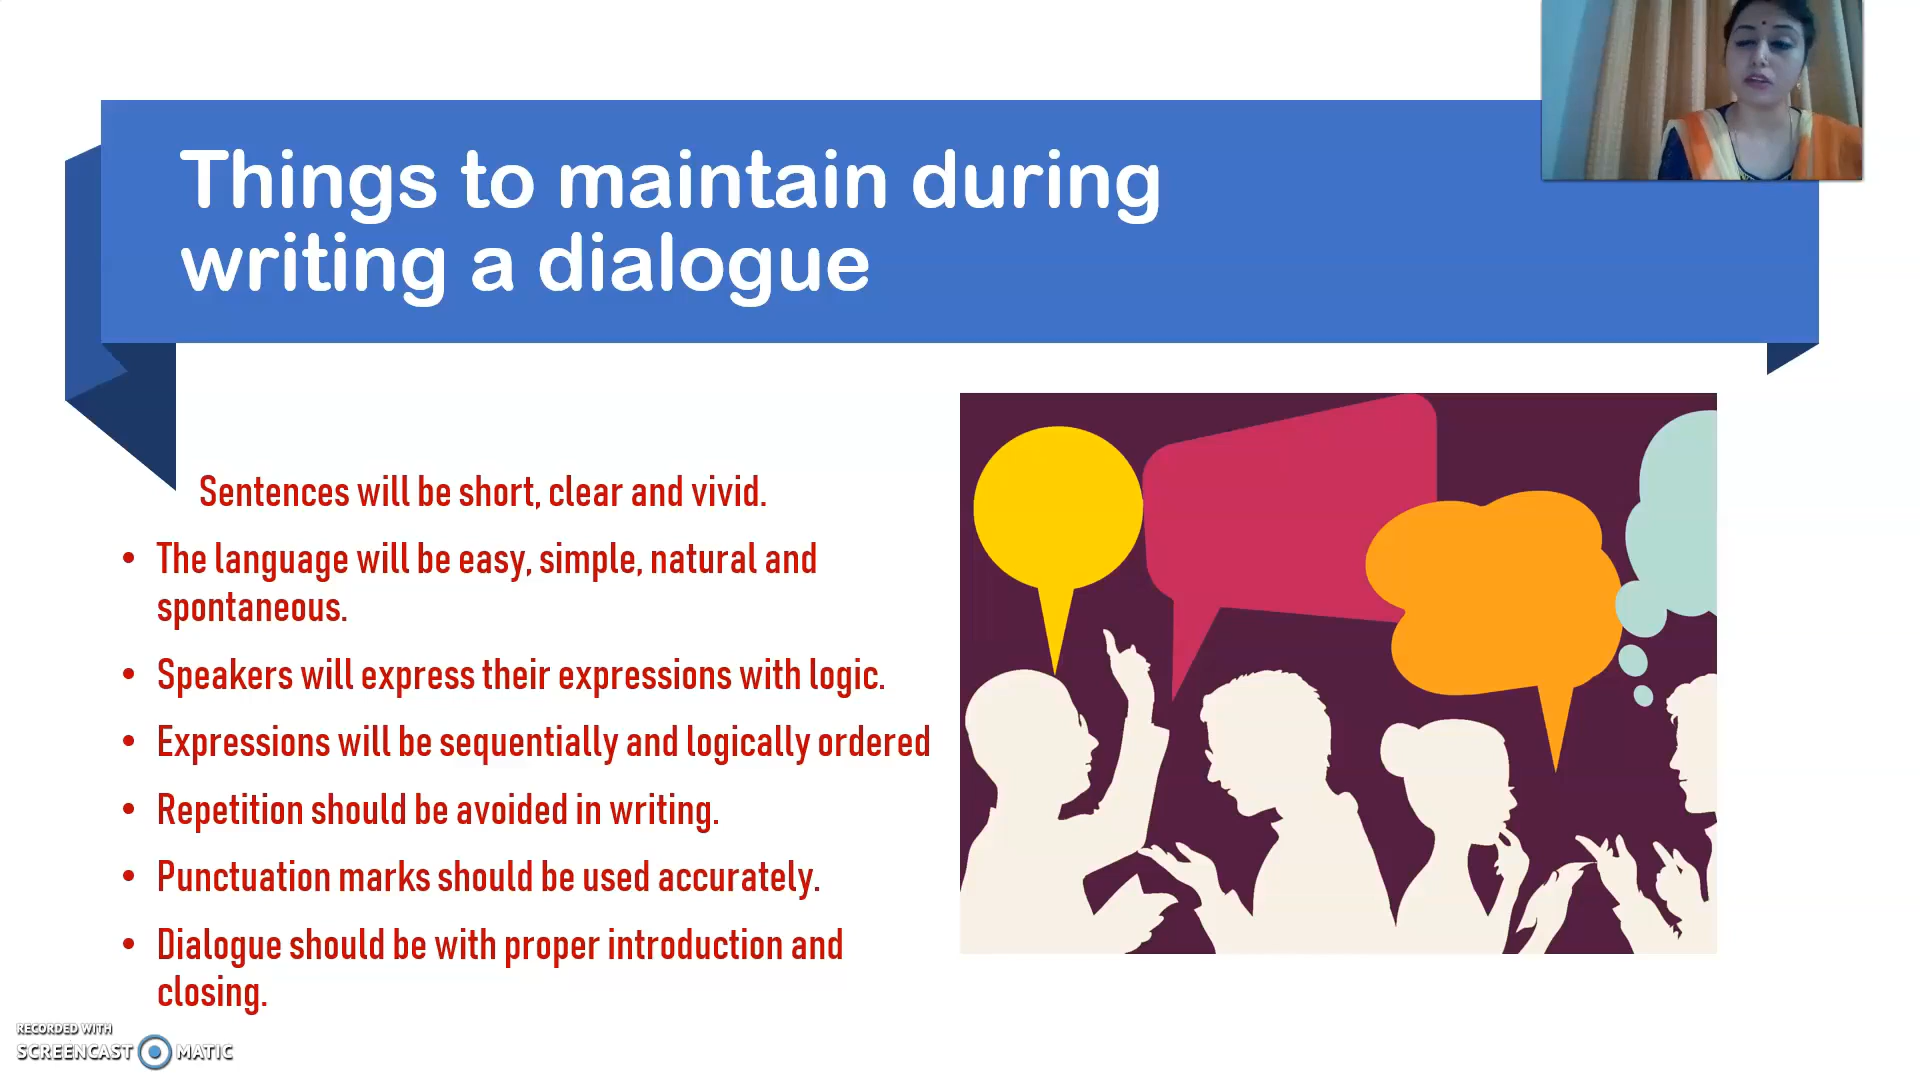 Things to maintain during
writing a dialogue
Sentences will be short, clear and vivid.
• The language will be easy, simple, natural and
spontaneous.
• Speakers will express their expressions with logic.
• Expressions will be sequentially and logically ordered
• Repetition should be avoided in writing.
• Punctuation marks should be used accurately.
• Dialogue should be with proper introduction and
closing.
RECORDED WITH
SCREENCAST MATIC